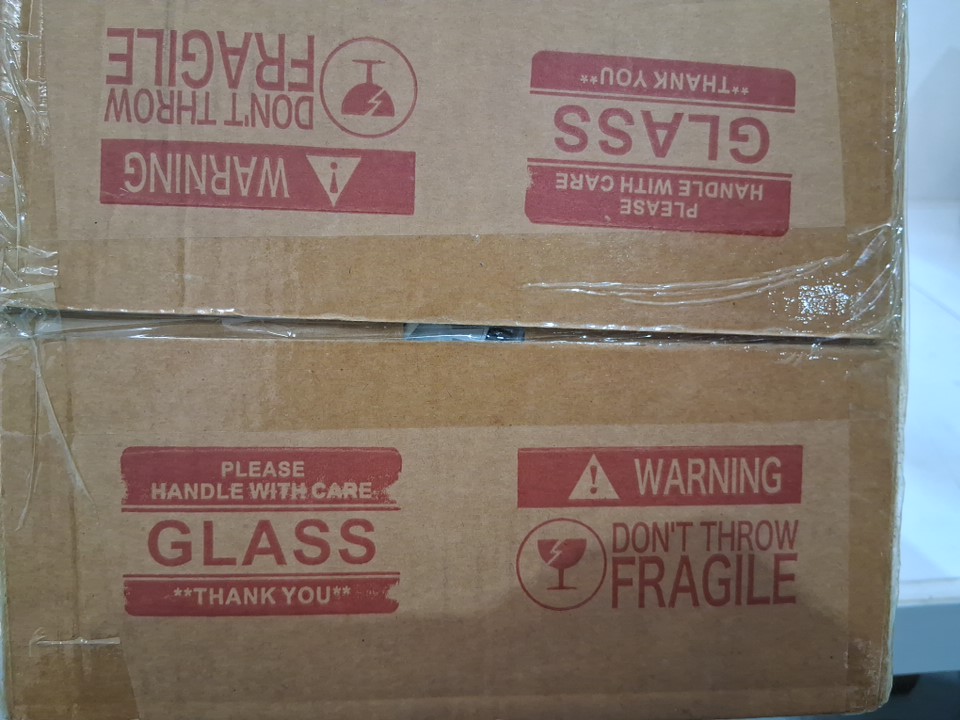 FRAGILE
DON'T THROW
WARNING
**THANK YOU**
GLASS
HANDLE WITH CARE
PLEASE
PLEASE
HANDLE WITH CARE
GLASS
**THANK YOU**
WARNING
DON'T THROW
FRAGILE